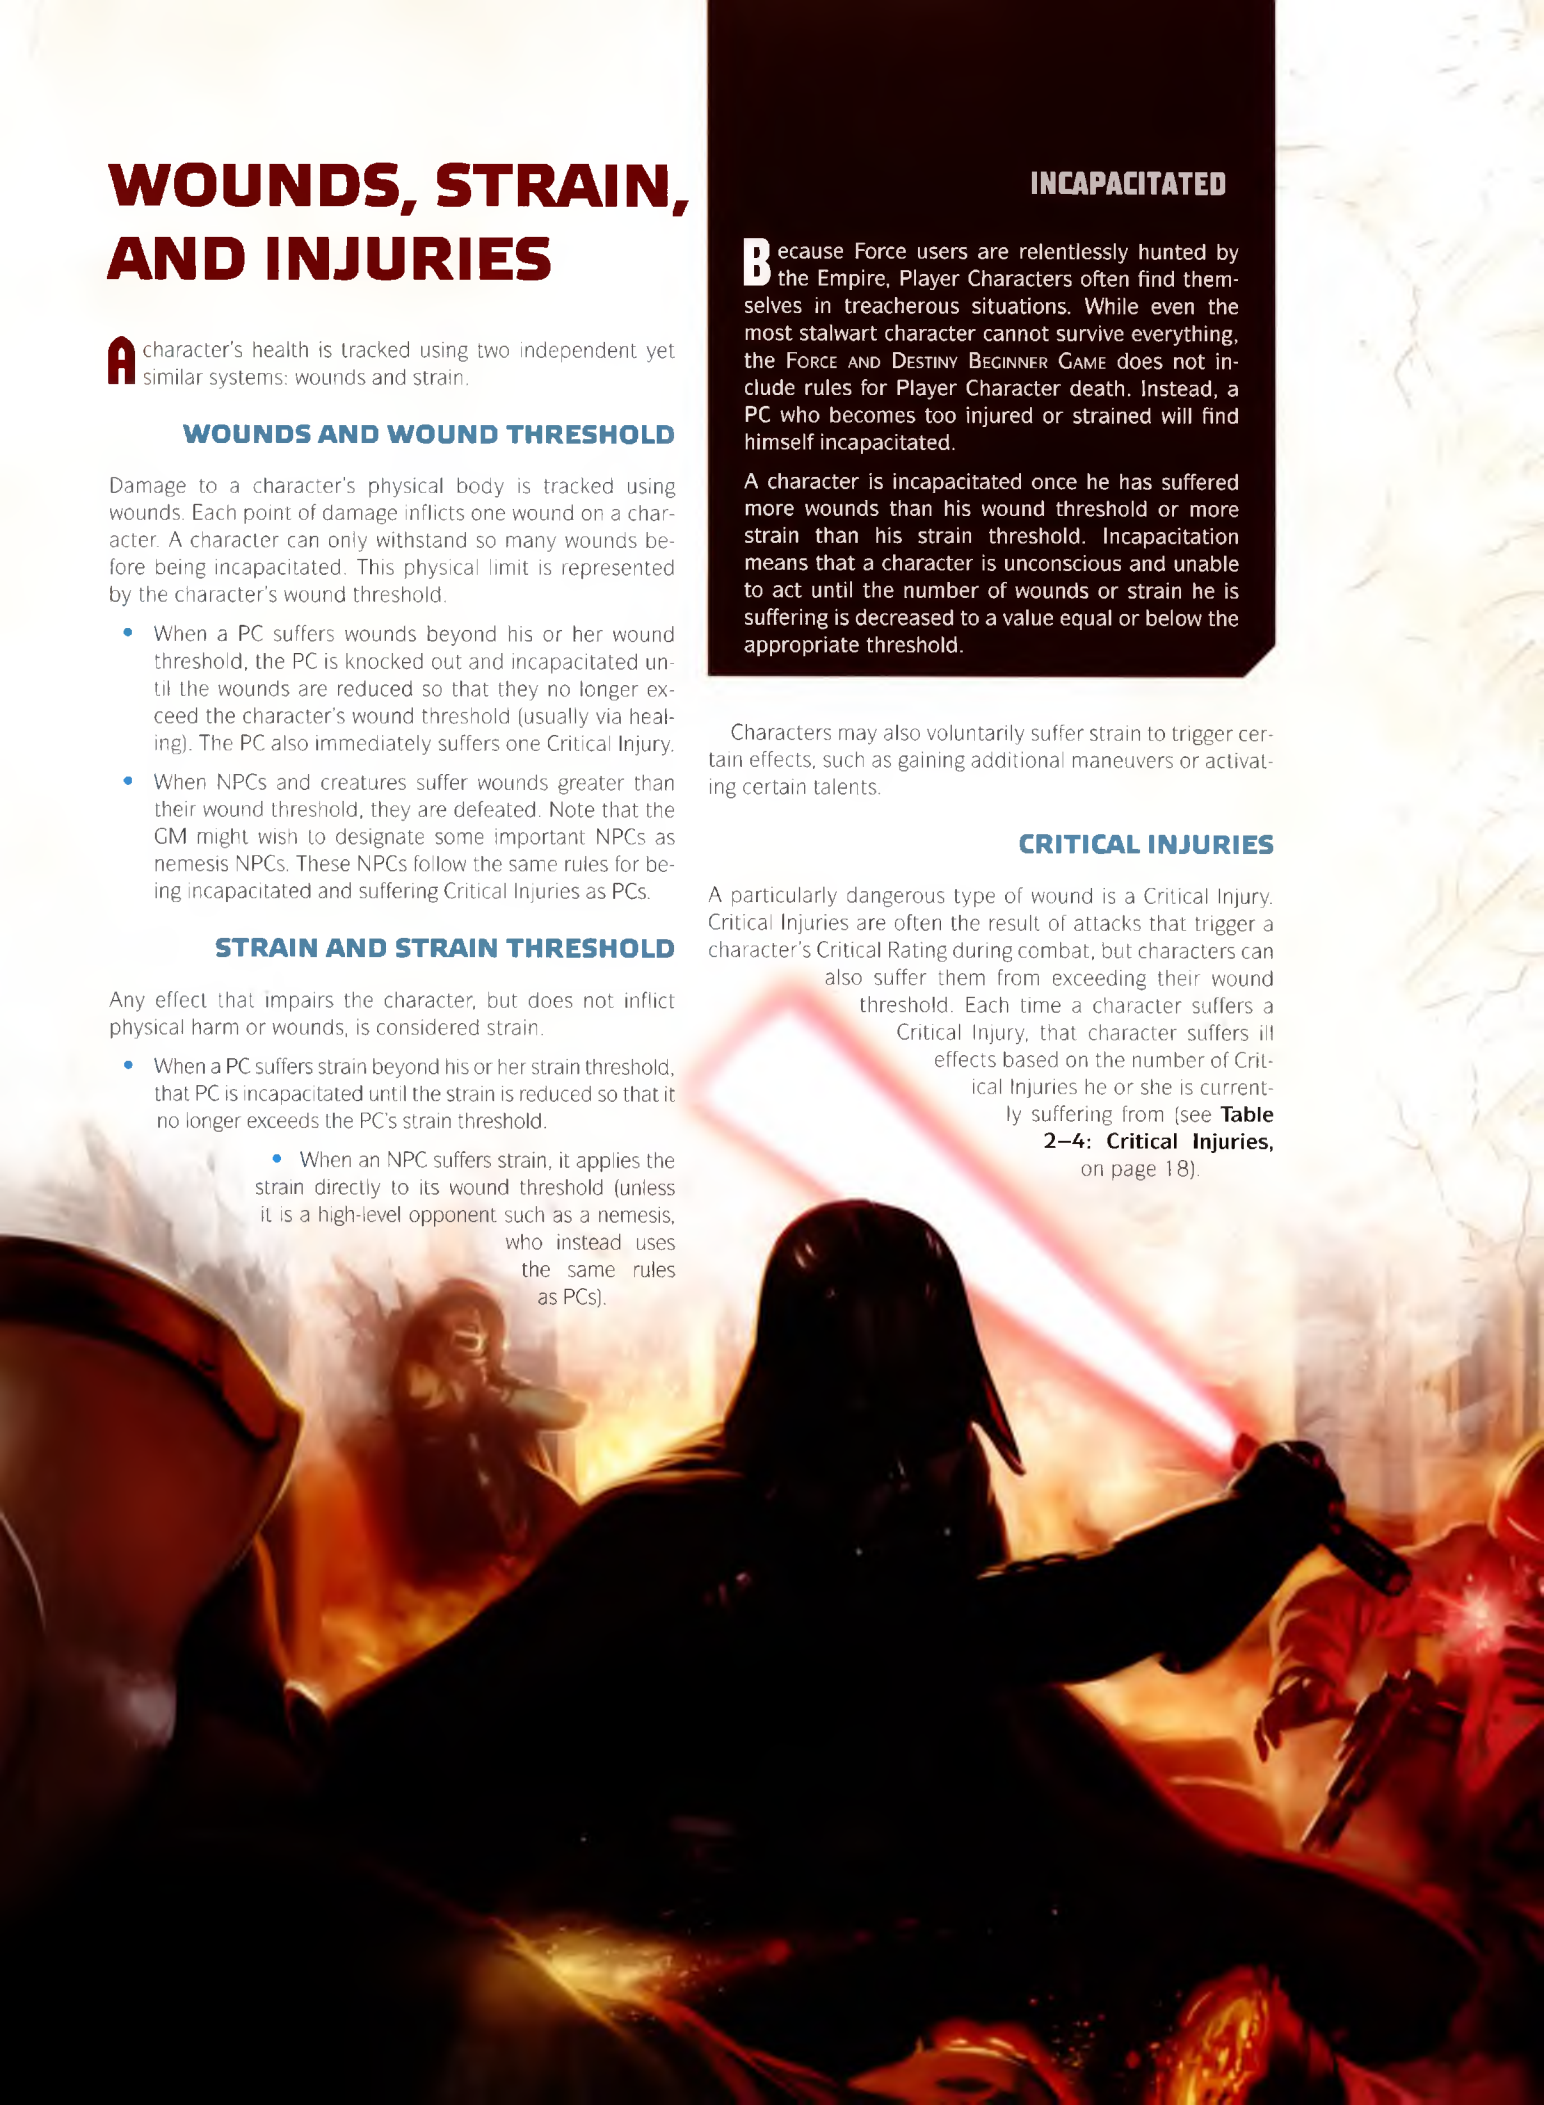 WOUNDS, STRAIN,
AND INJURIES
A character's health is tracked using two independent yet
similar systems: wounds and strain.
WOUNDS AND WOUND THRESHOLD
Damage to a character's physical body is tracked using
wounds. Each point of damage inflicts one wound on a char-
acter. A character can only withstand so many wounds be-
fore being incapacitated. This physical limit is represented
by the character's wound threshold.
• When a PC suffers wounds beyond his or her wound
threshold, the PC is knocked out and incapacitated un-
til the wounds are reduced so that they no longer ex-
ceed the character's wound threshold (usually via heal-
ing). The PC also immediately suffers one Critical Injury.
• When NPCs and creatures suffer wounds greater than
their wound threshold, they are defeated. Note that the
GM might wish to designate some important NPCs as
nemesis NPCs. These NPCs follow the same rules for be-
ing incapacitated and suffering Critical Injuries as PCs.
STRAIN AND STRAIN THRESHOLD
Any effect that impairs the character, but does not inflict
physical harm or wounds, is considered strain.
• When a PC suffers strain beyond his or her strain threshold,
that PC is incapacitated until the strain is reduced so that it
no longer exceeds the PC's strain threshold.
• When an NPC suffers strain, it applies the
strain directly to its wound threshold (unless
it is a high-level opponent such as a nemesis,
who instead uses
the same rules
as PCs).
INCAPACITATED
Because Force users are relentlessly hunted by
the Empire, Player Characters often find them-
selves in treacherous situations. While even the
most stalwart character cannot survive everything,
the FORCE AND DESTINY BEGINNER GAME does not in-
clude rules for Player Character death. Instead, a
PC who becomes too injured or strained will find
himself incapacitated.
A character is incapacitated once he has suffered
more wounds than his wound threshold or more
strain than his strain threshold. Incapacitation
means that a character is unconscious and unable
to act until the number of wounds or strain he is
suffering is decreased to a value equal or below the
appropriate threshold.
Characters may also voluntarily suffer strain to trigger cer-
tain effects, such as gaining additional maneuvers or activat-
ing certain talents.
CRITICAL INJURIES
A particularly dangerous type of wound is a Critical Injury.
Critical Injuries are often the result of attacks that trigger a
character's Critical Rating during combat, but characters can
also suffer them from exceeding their wound
threshold. Each time a character suffers a
Critical Injury, that character suffers ill
effects based on the number of Crit-
ical Injuries he or she is current-
ly suffering from (see Table
2–4: Critical Injuries,
on page 18).